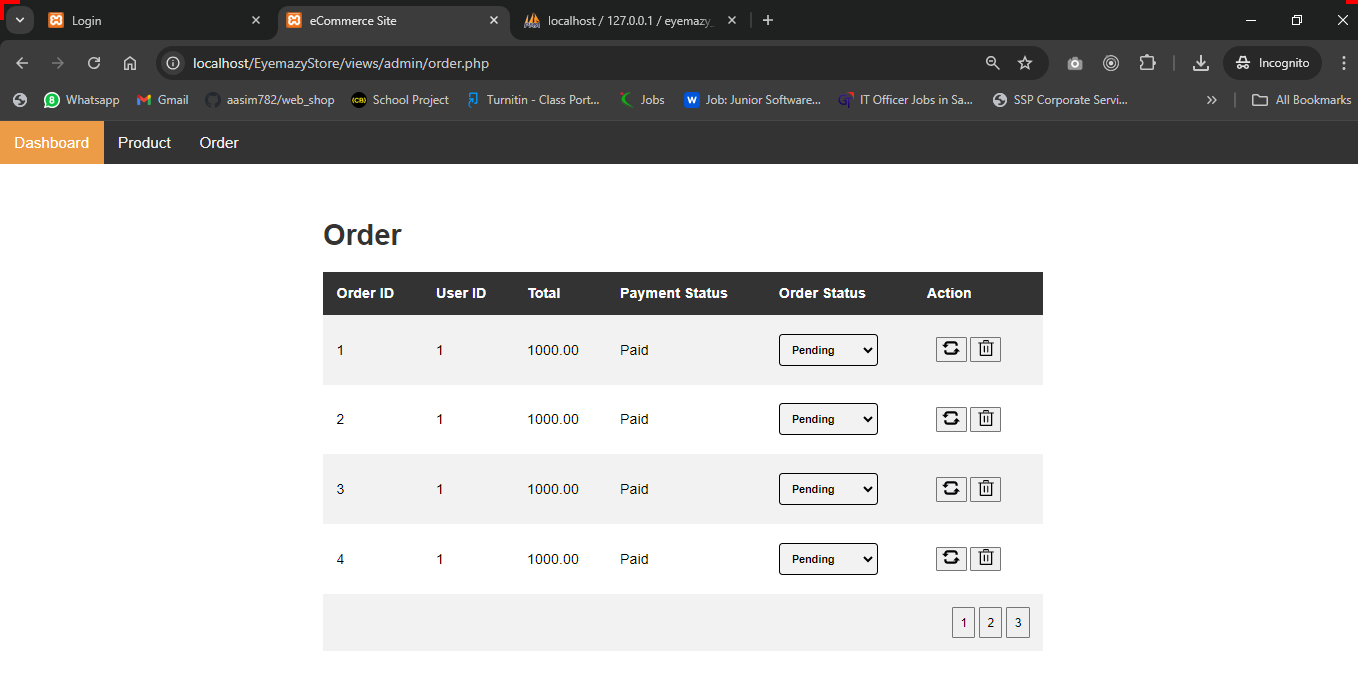 Login
eCommerce Site
localhost / 127.0.0.1 / eyemazy_
localhost/EyemazyStore/views/admin/order.php
Incognito
8 Whatsapp
Gmail
aasim782/web_shop
(CB) School Project
Turnitin - Class Port...
Jobs
W Job: Junior Software...
IT Officer Jobs in Sa...
SSP Corporate Servi...
All Bookmarks
Dashboard Product Order
Order
Order ID User ID Total Payment Status Order Status Action
1 1 1000.00 Paid Pending
2 1 1000.00 Paid Pending
3 1 1000.00 Paid Pending
4 1 1000.00 Paid Pending
1 2 3